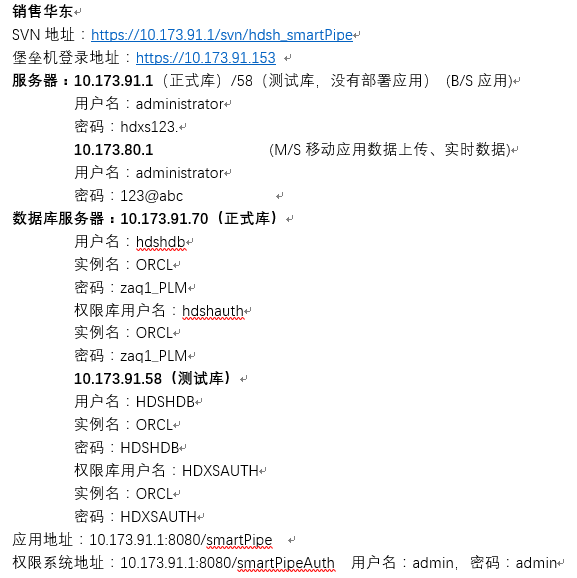 销售华东
SVN 地址：https://10.173.91.1/svn/hdsh_smartPipe
堡垒机登录地址：https://10.173.91.153
服务器：10.173.91.1（正式库）/58（测试库，没有部署应用） (B/S 应用)
用户名：administrator
密码：hdxs123.
10.173.80.1 (M/S 移动应用数据上传、实时数据)
用户名：administrator
密码：123@abc
数据库服务器：10.173.91.70（正式库）
用户名：hdshdb
实例名：ORCL
密码：zaq1_PLM
权限库用户名：hdshauth
实例名：ORCL
密码：zaq1_PLM
10.173.91.58（测试库）
用户名：HDSHDB
实例名：ORCL
密码：HDSHDB
权限库用户名：HDXSAUTH
实例名：ORCL
密码：HDXSAUTH
应用地址：10.173.91.1:8080/smartPipe
权限系统地址：10.173.91.1:8080/smartPipeAuth 用户名：admin，密码：admin